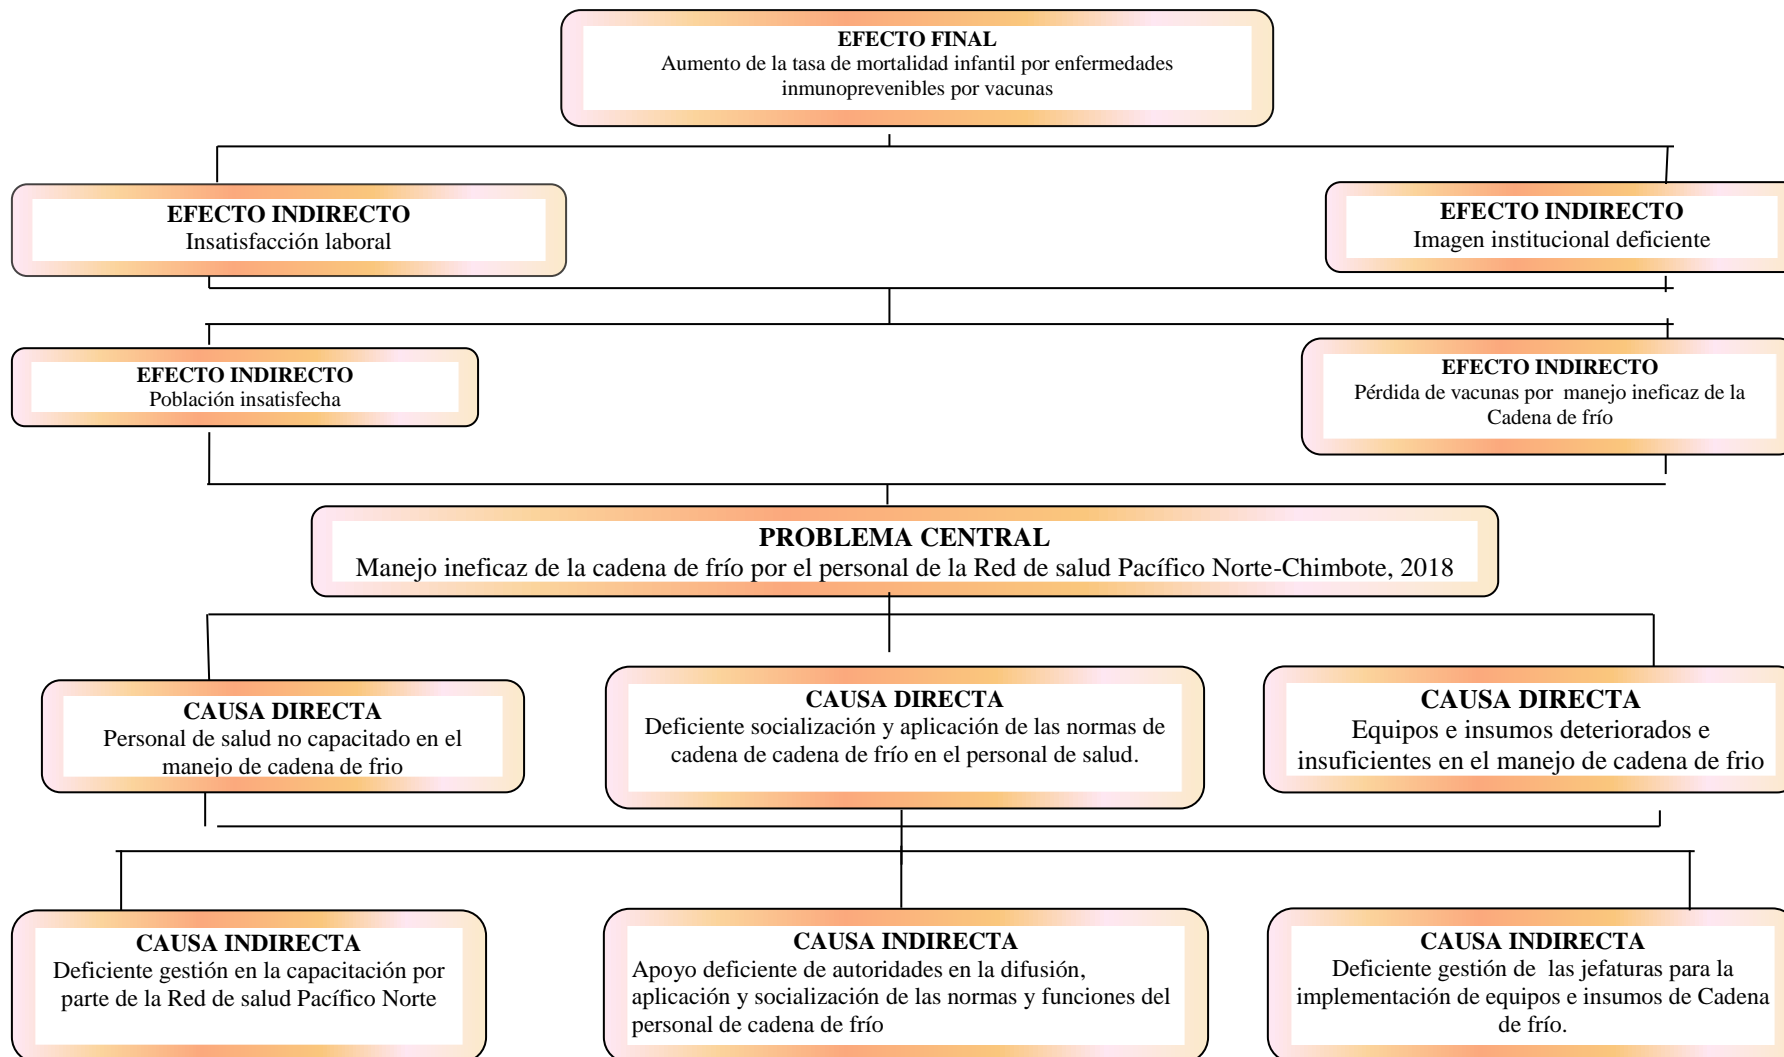 EFECTO FINAL
Aumento de la tasa de mortalidad infantil por enfermedades
inmunoprevenibles por vacunas
EFECTO INDIRECTO
Insatisfacción laboral
EFECTO INDIRECTO
Imagen institucional deficiente
EFECTO INDIRECTO
Población insatisfecha
EFECTO INDIRECTO
Pérdida de vacunas por manejo ineficaz de la
Cadena de frío
PROBLEMA CENTRAL
Manejo ineficaz de la cadena de frío por el personal de la Red de salud Pacífico Norte-Chimbote, 2018
CAUSA DIRECTA
Personal de salud no capacitado en el
manejo de cadena de frio
CAUSA DIRECTA
Deficiente socialización y aplicación de las normas de
cadena de cadena de frío en el personal de salud.
CAUSA DIRECTA
Equipos e insumos deteriorados e
insuficientes en el manejo de cadena de frio
CAUSA INDIRECTA
Deficiente gestión en la capacitación por
parte de la Red de salud Pacífico Norte
CAUSA INDIRECTA
Apoyo deficiente de autoridades en la difusión,
aplicación y socialización de las normas y funciones del
personal de cadena de frío
CAUSA INDIRECTA
Deficiente gestión de las jefaturas para la
implementación de equipos e insumos de Cadena
de frío.